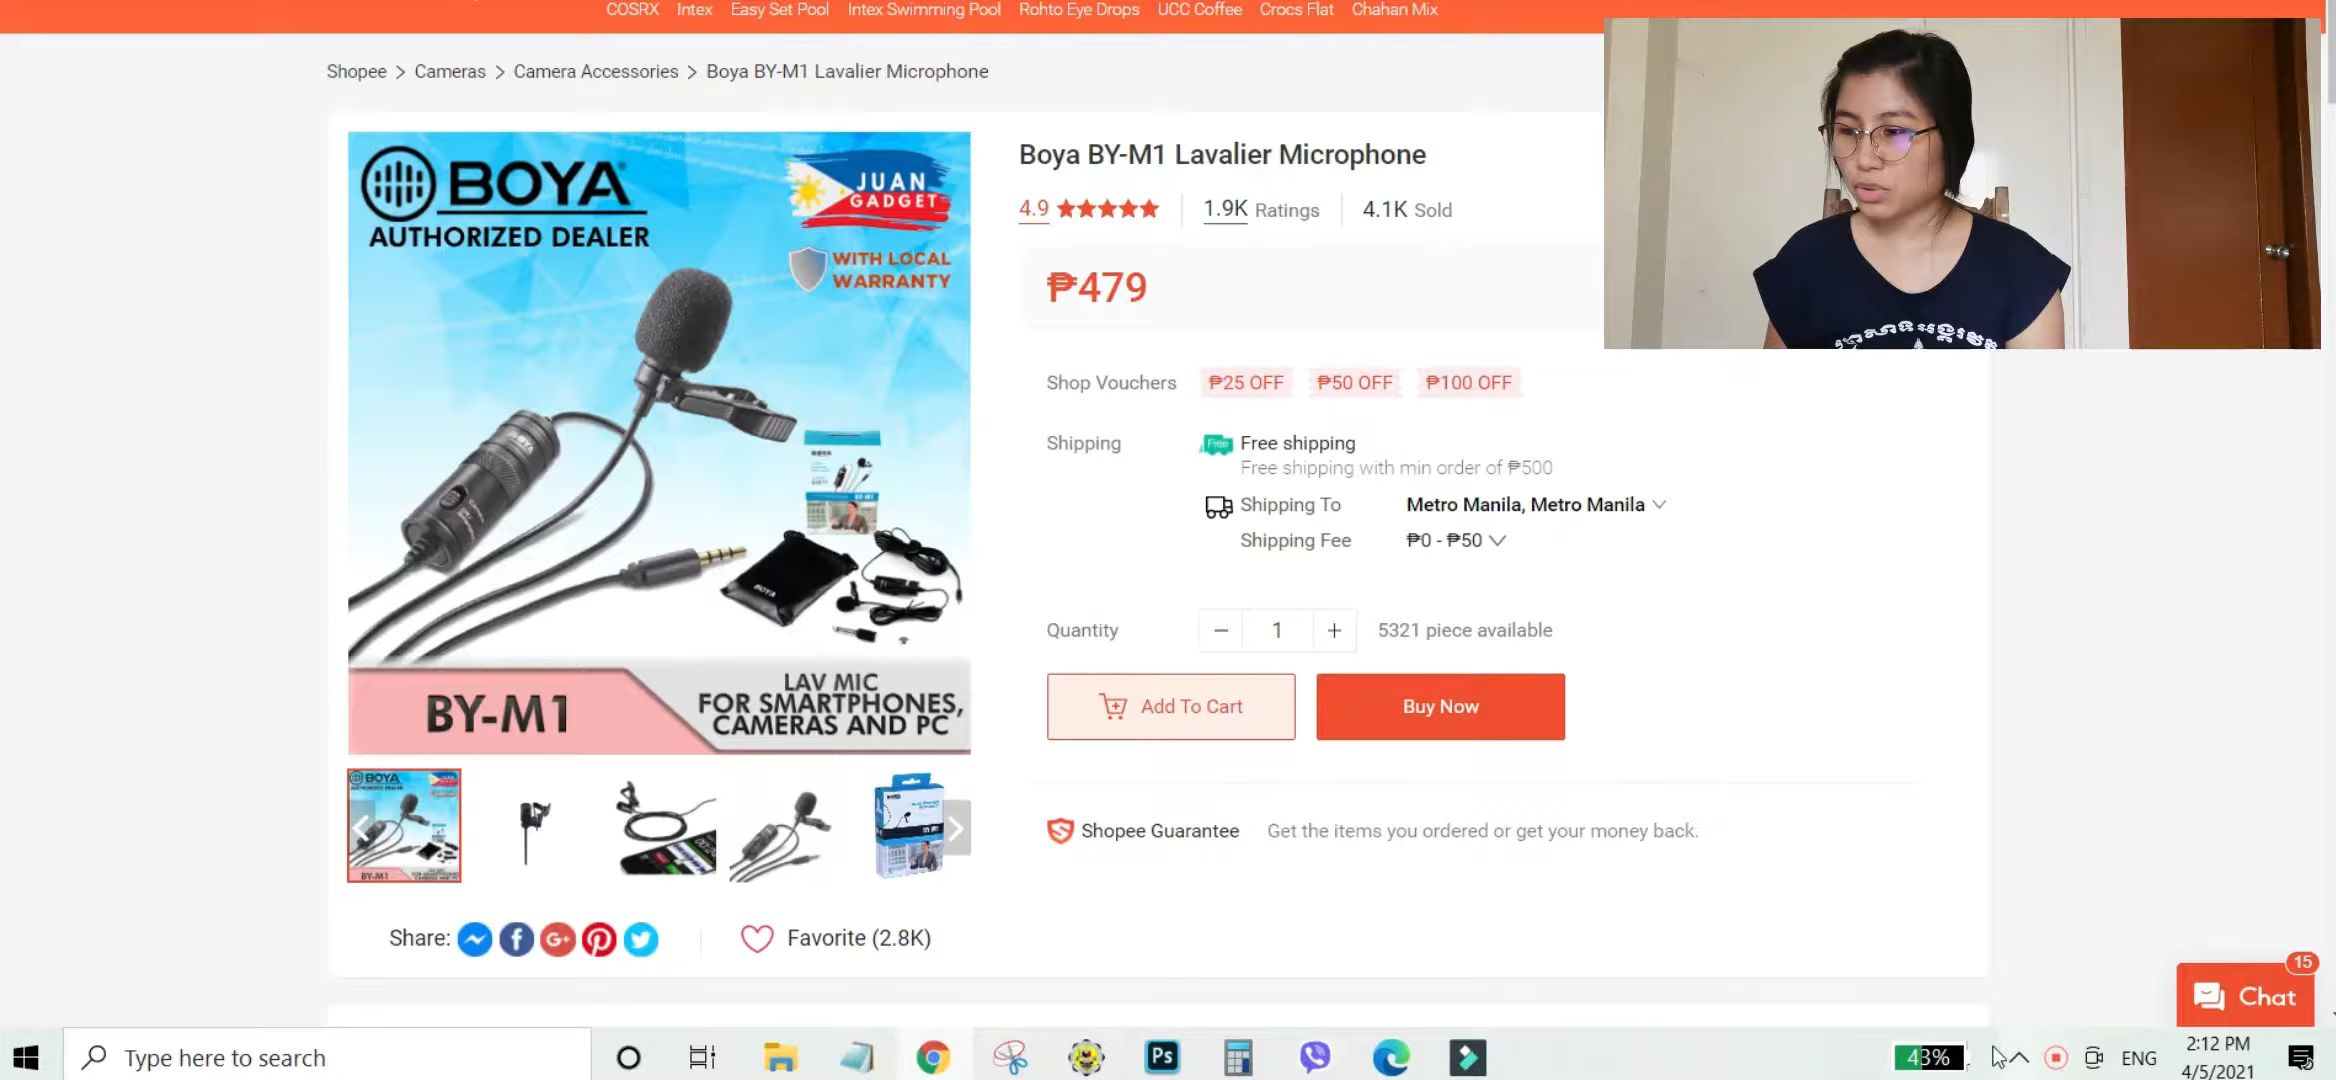 COSRX Intex Easy Set Pool Intex Swimming Pool Rohto Eye Drops UCC Coffee Crocs Flat Chahan Mix
Shopee > Cameras > Camera Accessories > Boya BY-M1 Lavalier Microphone
BOYA
AUTHORIZED DEALER
JUAN
GADGET
WITH LOCAL
WARRANTY
BOYA
BY-M1
LAV MIC
FOR SMARTPHONES,
CAMERAS AND PC
Boya BY-M1 Lavalier Microphone
4.9 1.9K Ratings 4.1K Sold
₱479
Shop Vouchers ₱25 OFF ₱50 OFF ₱100 OFF
Shipping Free Free shipping
Free shipping with min order of ₱500
Shipping To Metro Manila, Metro Manila
Shipping Fee ₱0 - ₱50
Quantity − 1 + 5321 piece available
Add To Cart Buy Now
Shopee Guarantee Get the items you ordered or get your money back.
BOYA
BY-M1
Share: Favorite (2.8K)
15
Chat
Type here to search
Ps
43%
ENG
2:12 PM
4/5/2021